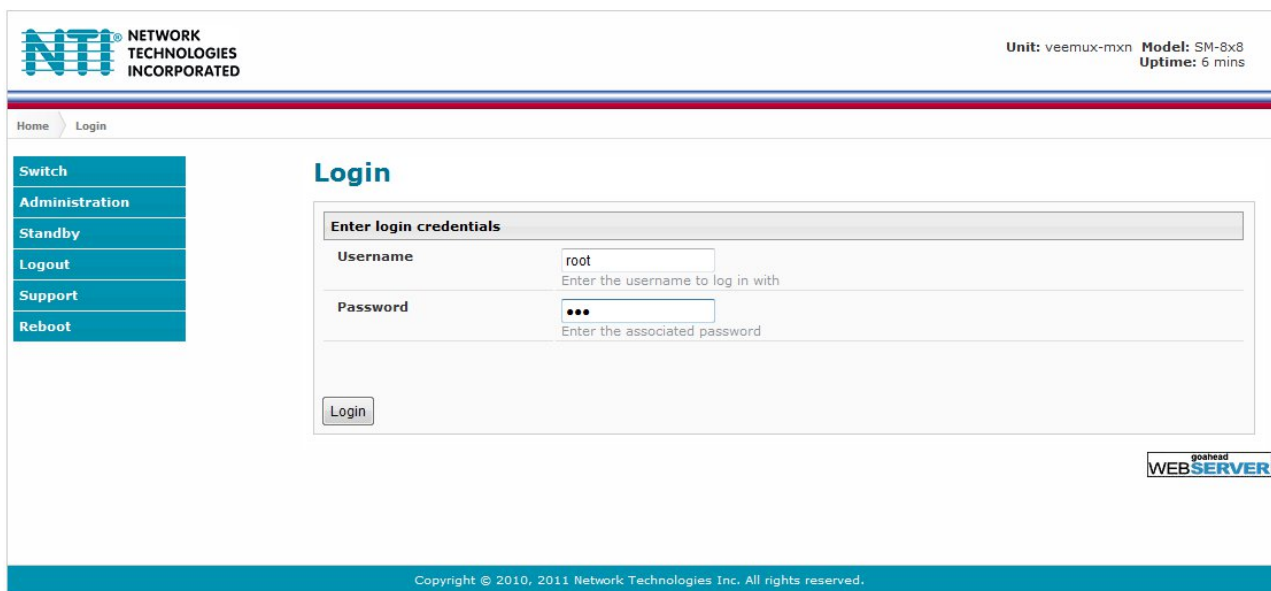 NTI® NETWORK
TECHNOLOGIES
INCORPORATED
Unit: veemux-mxn Model: SM-8x8
Uptime: 6 mins
Home Login
Switch
Administration
Standby
Logout
Support
Reboot
Login
Enter login credentials
Username
root
Enter the username to log in with
Password
•••
Enter the associated password
Login
goahead
WEBSERVER
Copyright © 2010, 2011 Network Technologies Inc. All rights reserved.